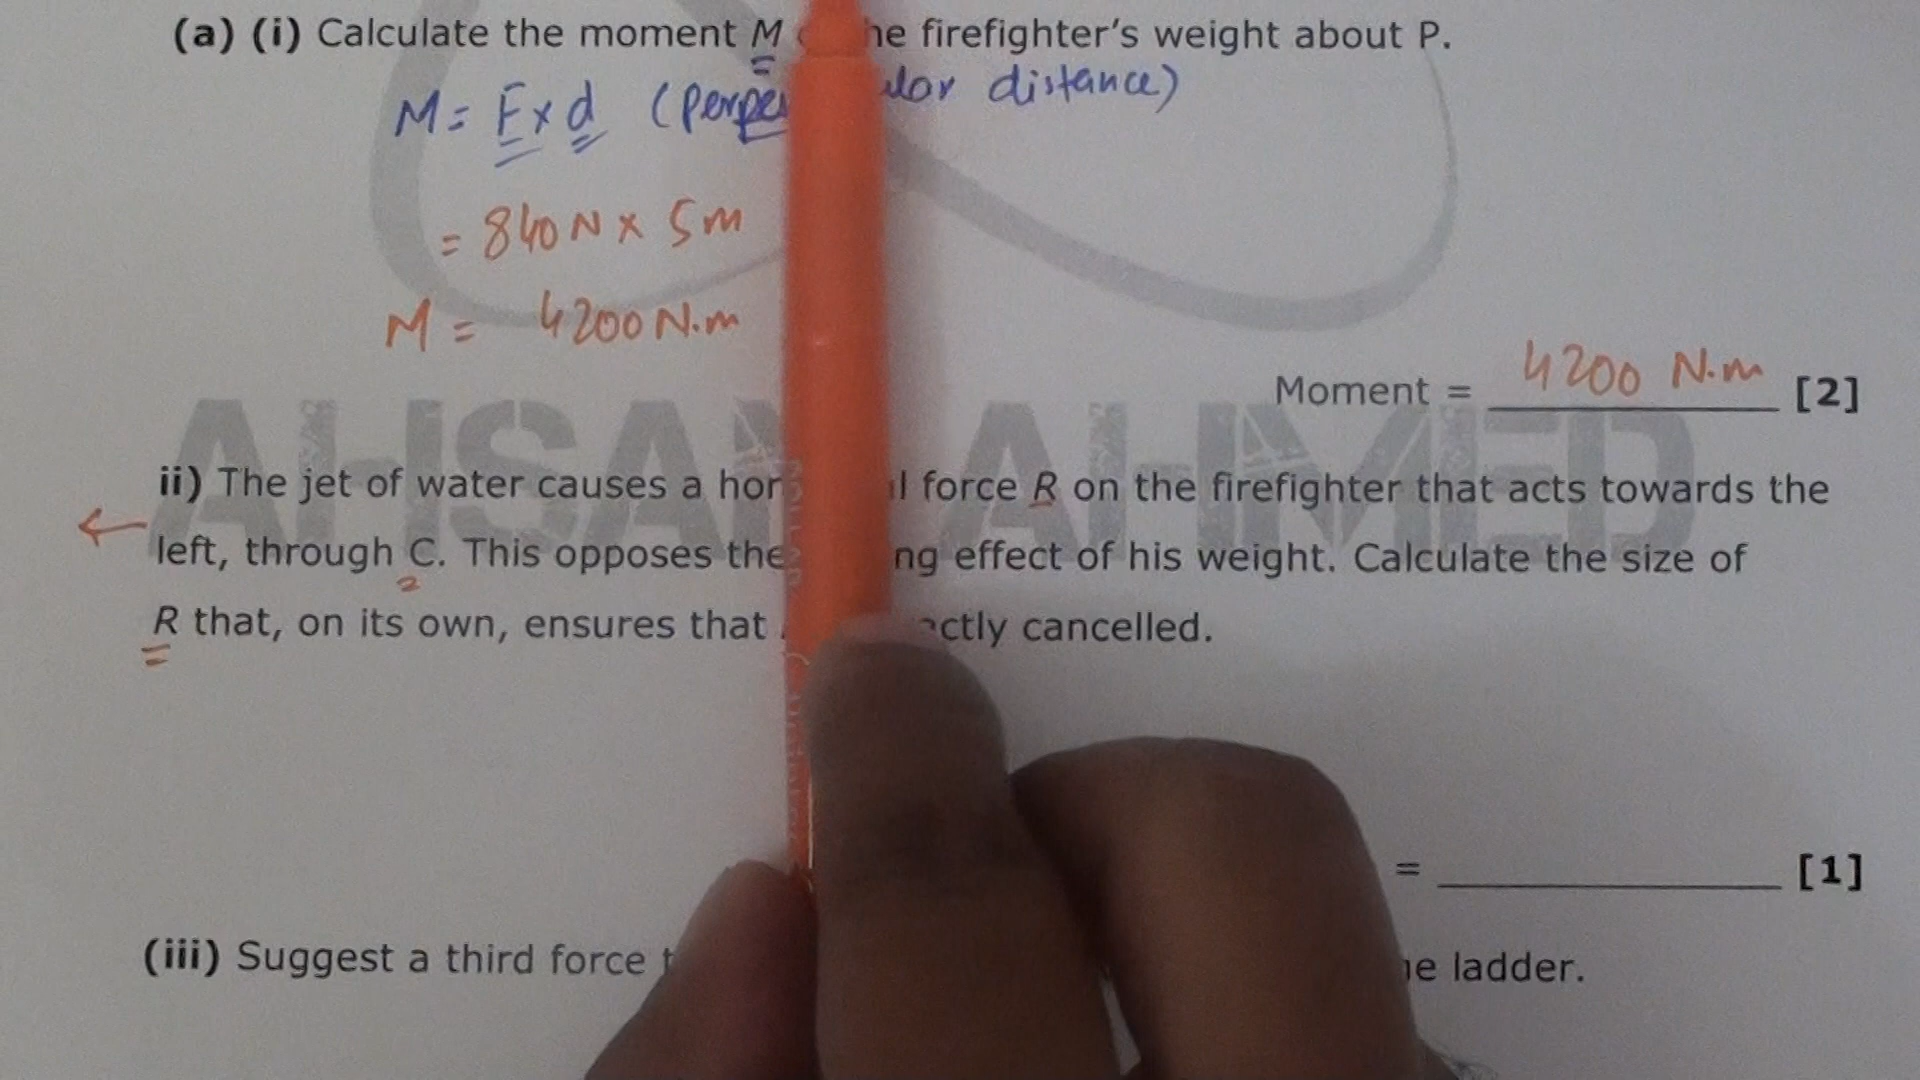 (a) (i) Calculate the moment M he firefighter's weight about P.
M = F x d (perpe ular distance)
= 840 N x 5 m
M = 4200 N.m
Moment = 4200 N.m [2]
AHSAN AHMED
ii) The jet of water causes a hor l force R on the firefighter that acts towards the
left, through C. This opposes the ng effect of his weight. Calculate the size of
R that, on its own, ensures that ctly cancelled.
= [1]
(iii) Suggest a third force t e ladder.